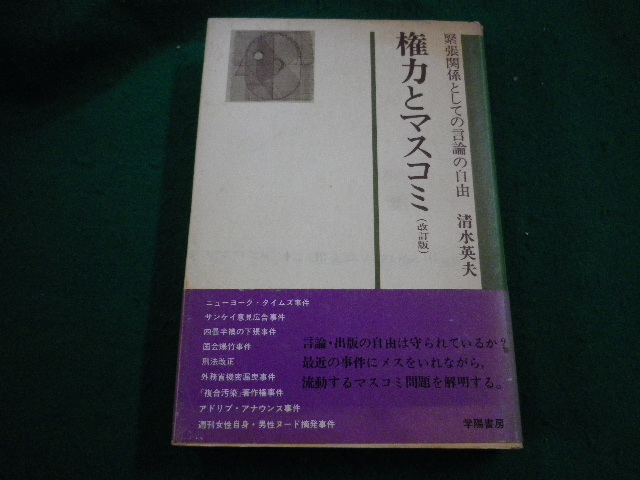 緊張関係としての言論の自由　清水英夫
権力とマスコミ（改訂版）
ニューヨーク・タイムズ事件
サンケイ意見広告事件
四畳半襖の下張事件
国会爆竹事件
刑法改正
外務省機密漏洩事件
「複合汚染」著作権事件
アドリブ・アナウンス事件
週刊女性自身・男性ヌード摘発事件
言論・出版の自由は守られているか？
最近の事件にメスをいれながら，
流動するマスコミ問題を解明する。
学陽書房